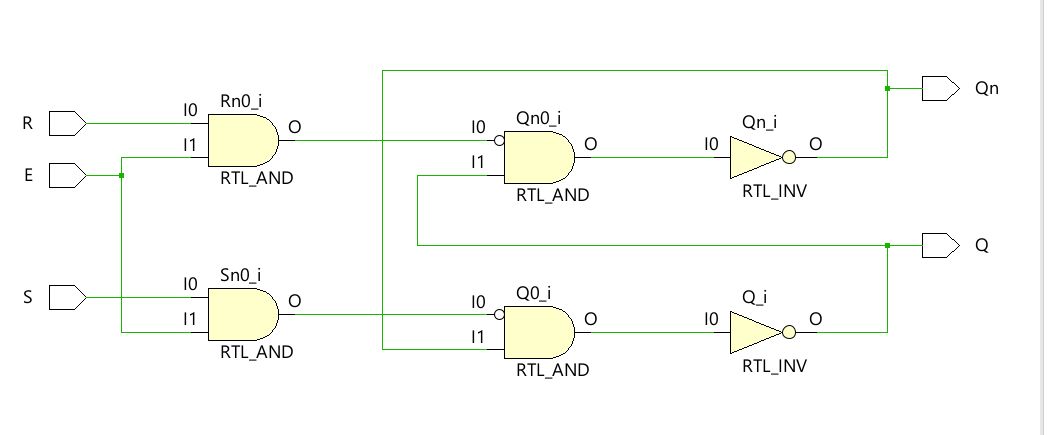 Qn
Rn0_i
Qn0_i
Qn_i
R
I0
O
I0
I1
O
I0
O
E
I1
RTL_AND
RTL_AND
RTL_INV
Q
Sn0_i
Q0_i
Q_i
S
I0
O
I0
I1
O
I0
O
I1
RTL_AND
RTL_AND
RTL_INV